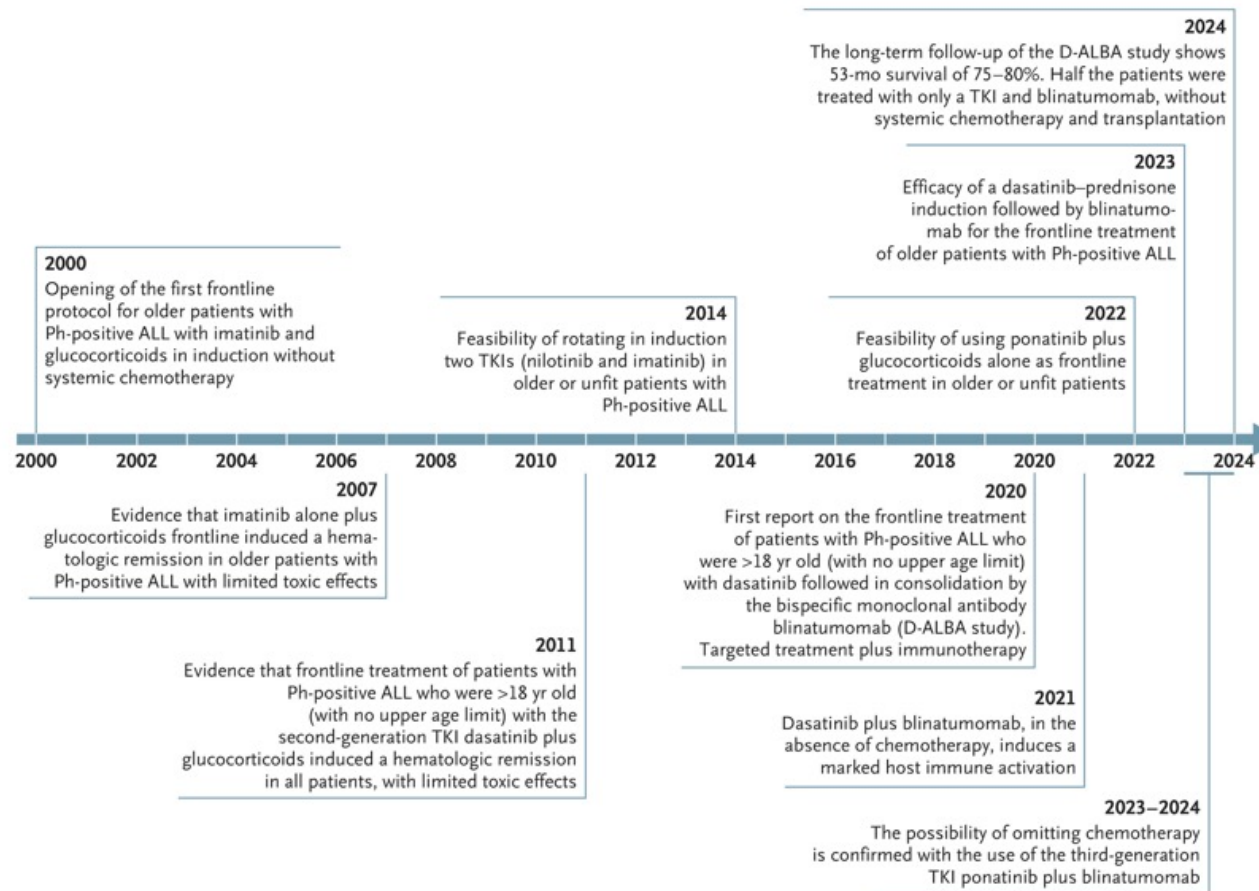 2024
The long-term follow-up of the D-ALBA study shows
53-mo survival of 75–80%. Half the patients were
treated with only a TKI and blinatumomab, without
systemic chemotherapy and transplantation
2023
Efficacy of a dasatinib–prednisone
induction followed by blinatumo-
mab for the frontline treatment
of older patients with Ph-positive ALL
2000
Opening of the first frontline
protocol for older patients with
Ph-positive ALL with imatinib and
glucocorticoids in induction without
systemic chemotherapy
2014
Feasibility of rotating in induction
two TKIs (nilotinib and imatinib) in
older or unfit patients with
Ph-positive ALL
2022
Feasibility of using ponatinib plus
glucocorticoids alone as frontline
treatment in older or unfit patients
2000 2002 2004 2006 2008 2010 2012 2014 2016 2018 2020 2022 2024
2007
Evidence that imatinib alone plus
glucocorticoids frontline induced a hema-
tologic remission in older patients with
Ph-positive ALL with limited toxic effects
2011
Evidence that frontline treatment of patients with
Ph-positive ALL who were >18 yr old
(with no upper age limit) with the
second-generation TKI dasatinib plus
glucocorticoids induced a hematologic remission
in all patients, with limited toxic effects
2020
First report on the frontline treatment
of patients with Ph-positive ALL who
were >18 yr old (with no upper age limit)
with dasatinib followed in consolidation by
the bispecific monoclonal antibody
blinatumomab (D-ALBA study).
Targeted treatment plus immunotherapy
2021
Dasatinib plus blinatumomab, in the
absence of chemotherapy, induces a
marked host immune activation
2023–2024
The possibility of omitting chemotherapy
is confirmed with the use of the third-generation
TKI ponatinib plus blinatumomab